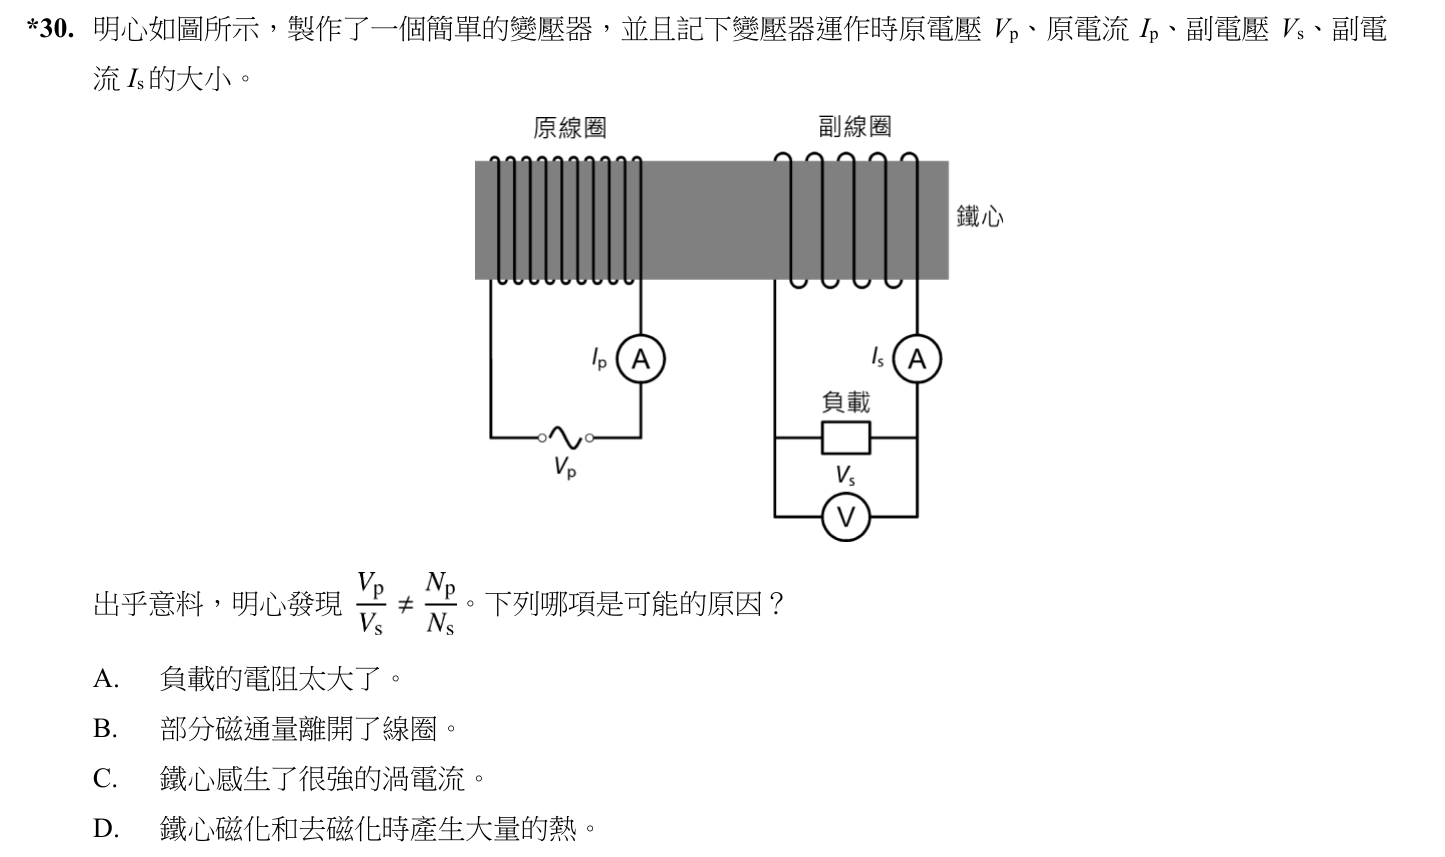 *30. 明心如圖所示，製作了一個簡單的變壓器，並且記下變壓器運作時原電壓 Vp、原電流 Ip、副電壓 Vs、副電
流 Is 的大小。
原線圈
副線圈
鐵心
Ip
A
Is
A
負載
Vp
Vs
V
出乎意料，明心發現 Vp/Vs ≠ Np/Ns。下列哪項是可能的原因？
A. 負載的電阻太大了。
B. 部分磁通量離開了線圈。
C. 鐵心感生了很強的渦電流。
D. 鐵心磁化和去磁化時產生大量的熱。